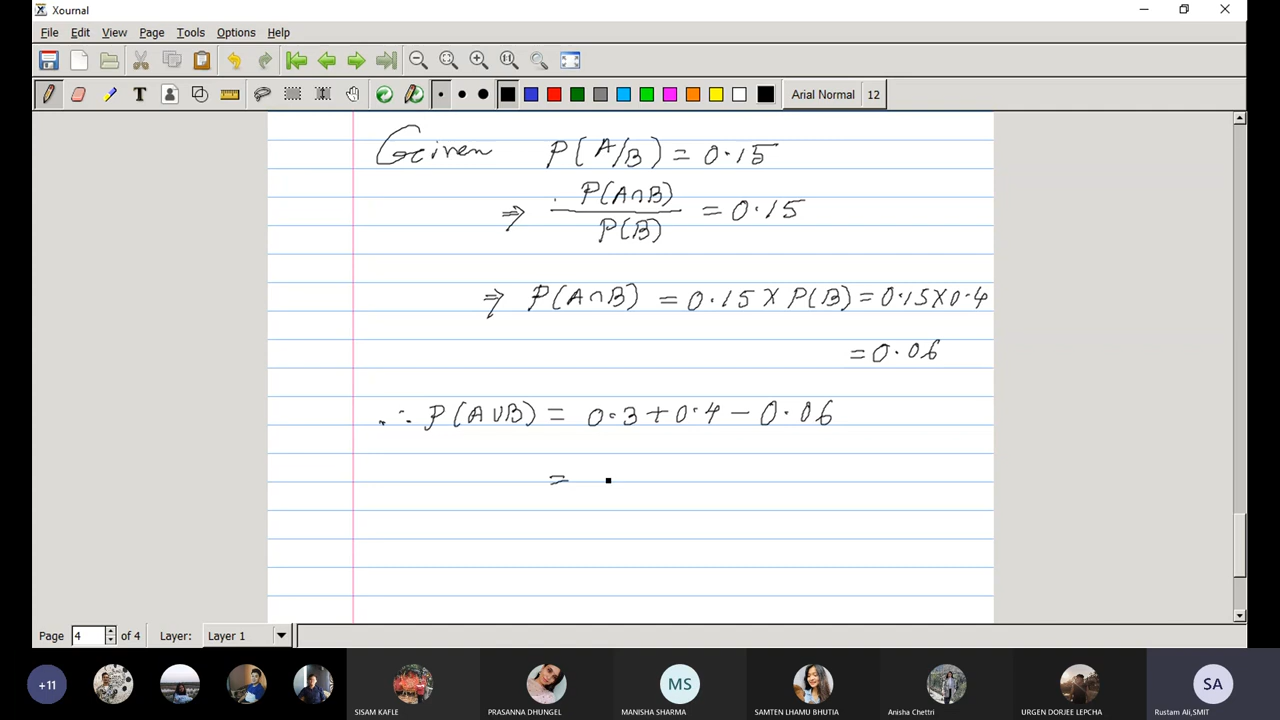 Xournal
File Edit View Page Tools Options Help
Arial Normal 12
Given P(A/B) = 0.15
⇒ P(A∩B)
P(B) = 0.15
⇒ P(A∩B) = 0.15 X P(B) = 0.15X0.4
= 0.06
∴ P(A∪B) = 0.3 + 0.4 - 0.06
=
Page 4 of 4 Layer: Layer 1
+11 MS SA
SISAM KAFLE PRASANNA DHUNGEL MANISHA SHARMA SAMTEN LHAMU BHUTIA Anisha Chettri URGEN DORJEE LEPCHA Rustam Ali,SMIT